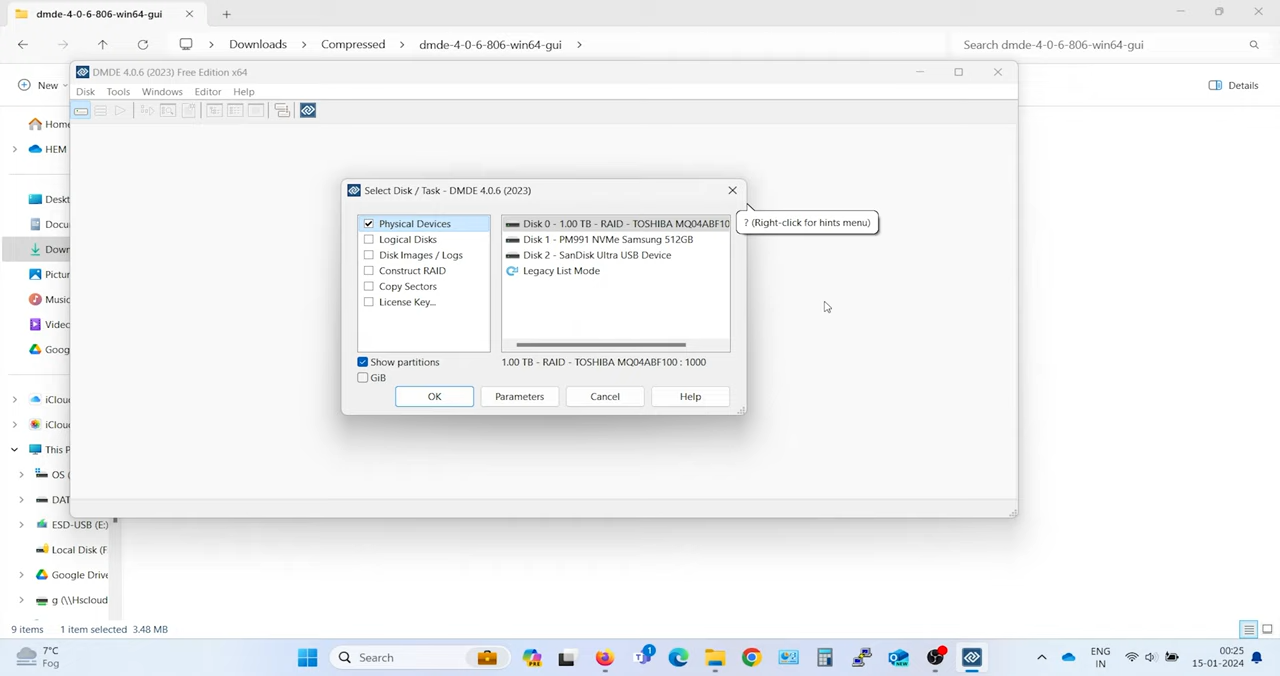 dmde-4-0-6-806-win64-gui
Downloads
Compressed
dmde-4-0-6-806-win64-gui
Search dmde-4-0-6-806-win64-gui
New
Details
DMDE 4.0.6 (2023) Free Edition x64
Disk Tools Windows Editor Help
Home
HEM
Deskt
Docu
Down
Pictur
Music
Video
Goog
iClou
iClou
This P
OS (
DAT
ESD-USB (E:)
Local Disk (F
Google Drive
g (\\Hscloud
Select Disk / Task - DMDE 4.0.6 (2023)
Physical Devices
Logical Disks
Disk Images / Logs
Construct RAID
Copy Sectors
License Key...
Disk 0 - 1.00 TB - RAID - TOSHIBA MQ04ABF10
Disk 1 - PM991 NVMe Samsung 512GB
Disk 2 - SanDisk Ultra USB Device
Legacy List Mode
? (Right-click for hints menu)
Show partitions
1.00 TB - RAID - TOSHIBA MQ04ABF100 : 1000
GiB
OK
Parameters
Cancel
Help
9 items
1 item selected 3.48 MB
7°C
Fog
Search
1
ENG
IN
00:25
15-01-2024